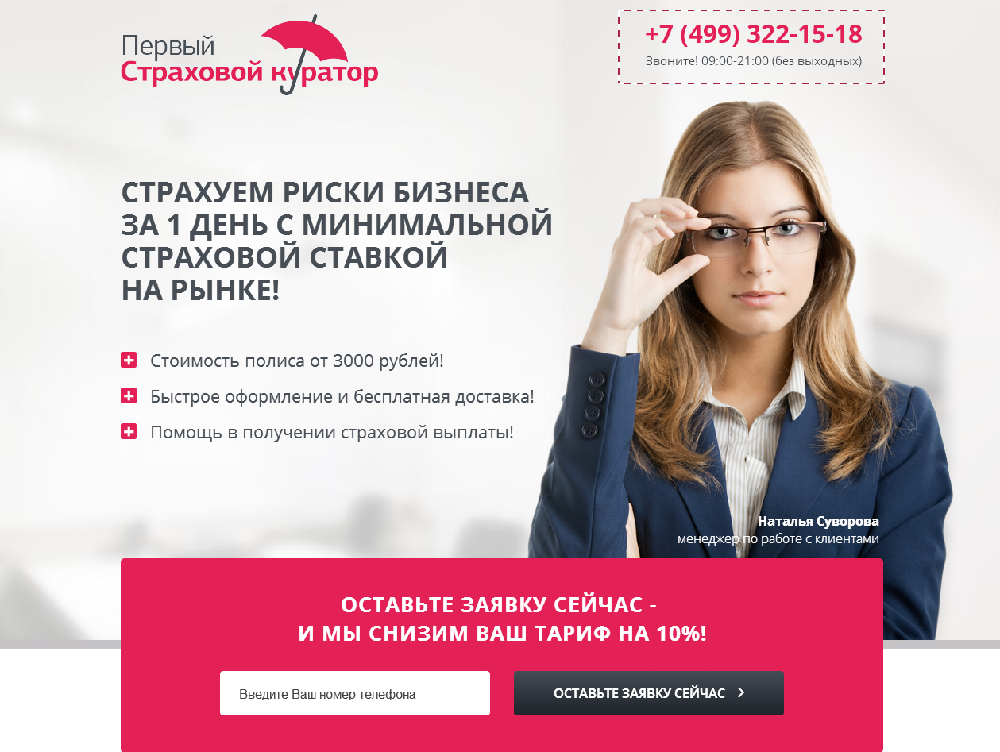 Первый
Страховой куратор
+7 (499) 322-15-18
Звоните! 09:00-21:00 (без выходных)
СТРАХУЕМ РИСКИ БИЗНЕСА
ЗА 1 ДЕНЬ С МИНИМАЛЬНОЙ
СТРАХОВОЙ СТАВКОЙ
НА РЫНКЕ!
Стоимость полиса от 3000 рублей!
Быстрое оформление и бесплатная доставка!
Помощь в получении страховой выплаты!
Наталья Суворова
менеджер по работе с клиентами
ОСТАВЬТЕ ЗАЯВКУ СЕЙЧАС -
И МЫ СНИЗИМ ВАШ ТАРИФ НА 10%!
Введите Ваш номер телефона
ОСТАВЬТЕ ЗАЯВКУ СЕЙЧАС